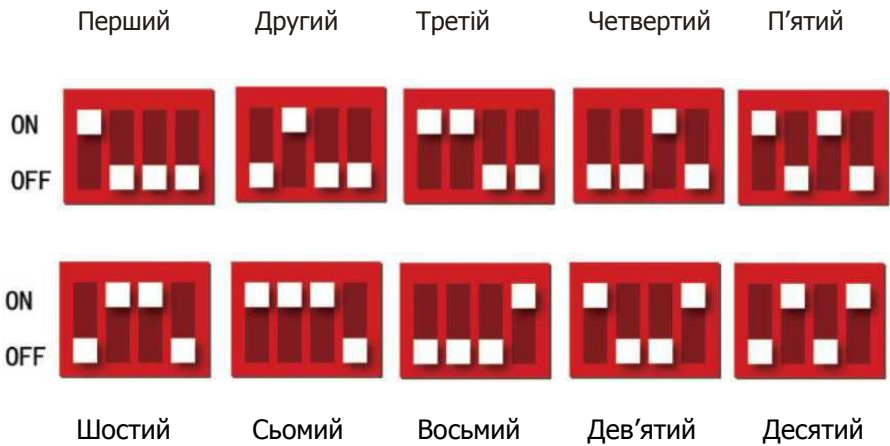 Перший Другий Третій Четвертий П’ятий
ON
OFF
ON
OFF
Шостий Сьомий Восьмий Дев’ятий Десятий